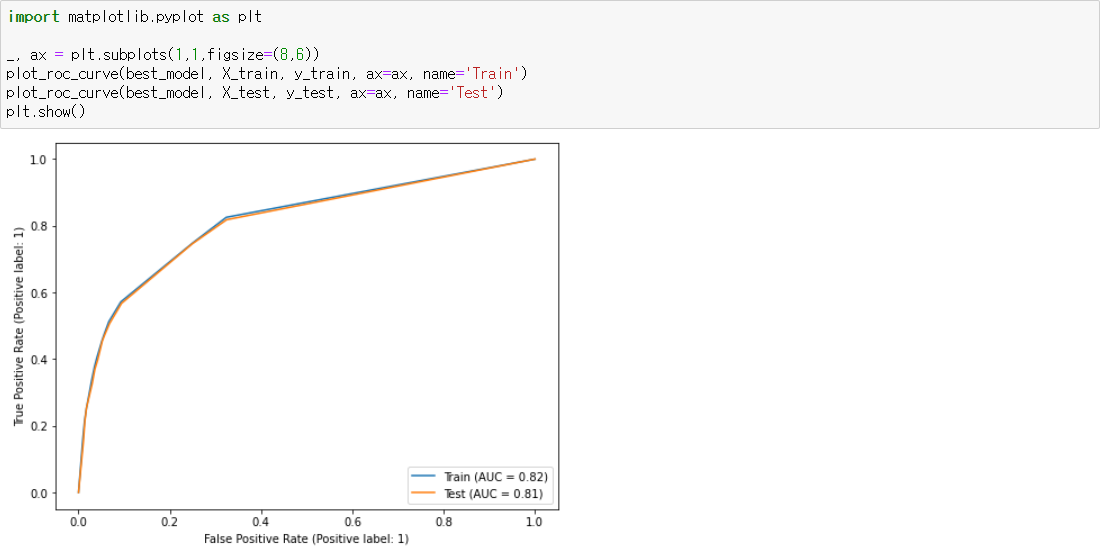 import matplotlib.pyplot as plt
_, ax = plt.subplots(1,1,figsize=(8,6))
plot_roc_curve(best_model, X_train, y_train, ax=ax, name='Train')
plot_roc_curve(best_model, X_test, y_test, ax=ax, name='Test')
plt.show()
1.0
0.8
0.6
0.4
0.2
0.0
True Positive Rate (Positive label: 1)
Train (AUC = 0.82)
Test (AUC = 0.81)
0.0 0.2 0.4 0.6 0.8 1.0
False Positive Rate (Positive label: 1)